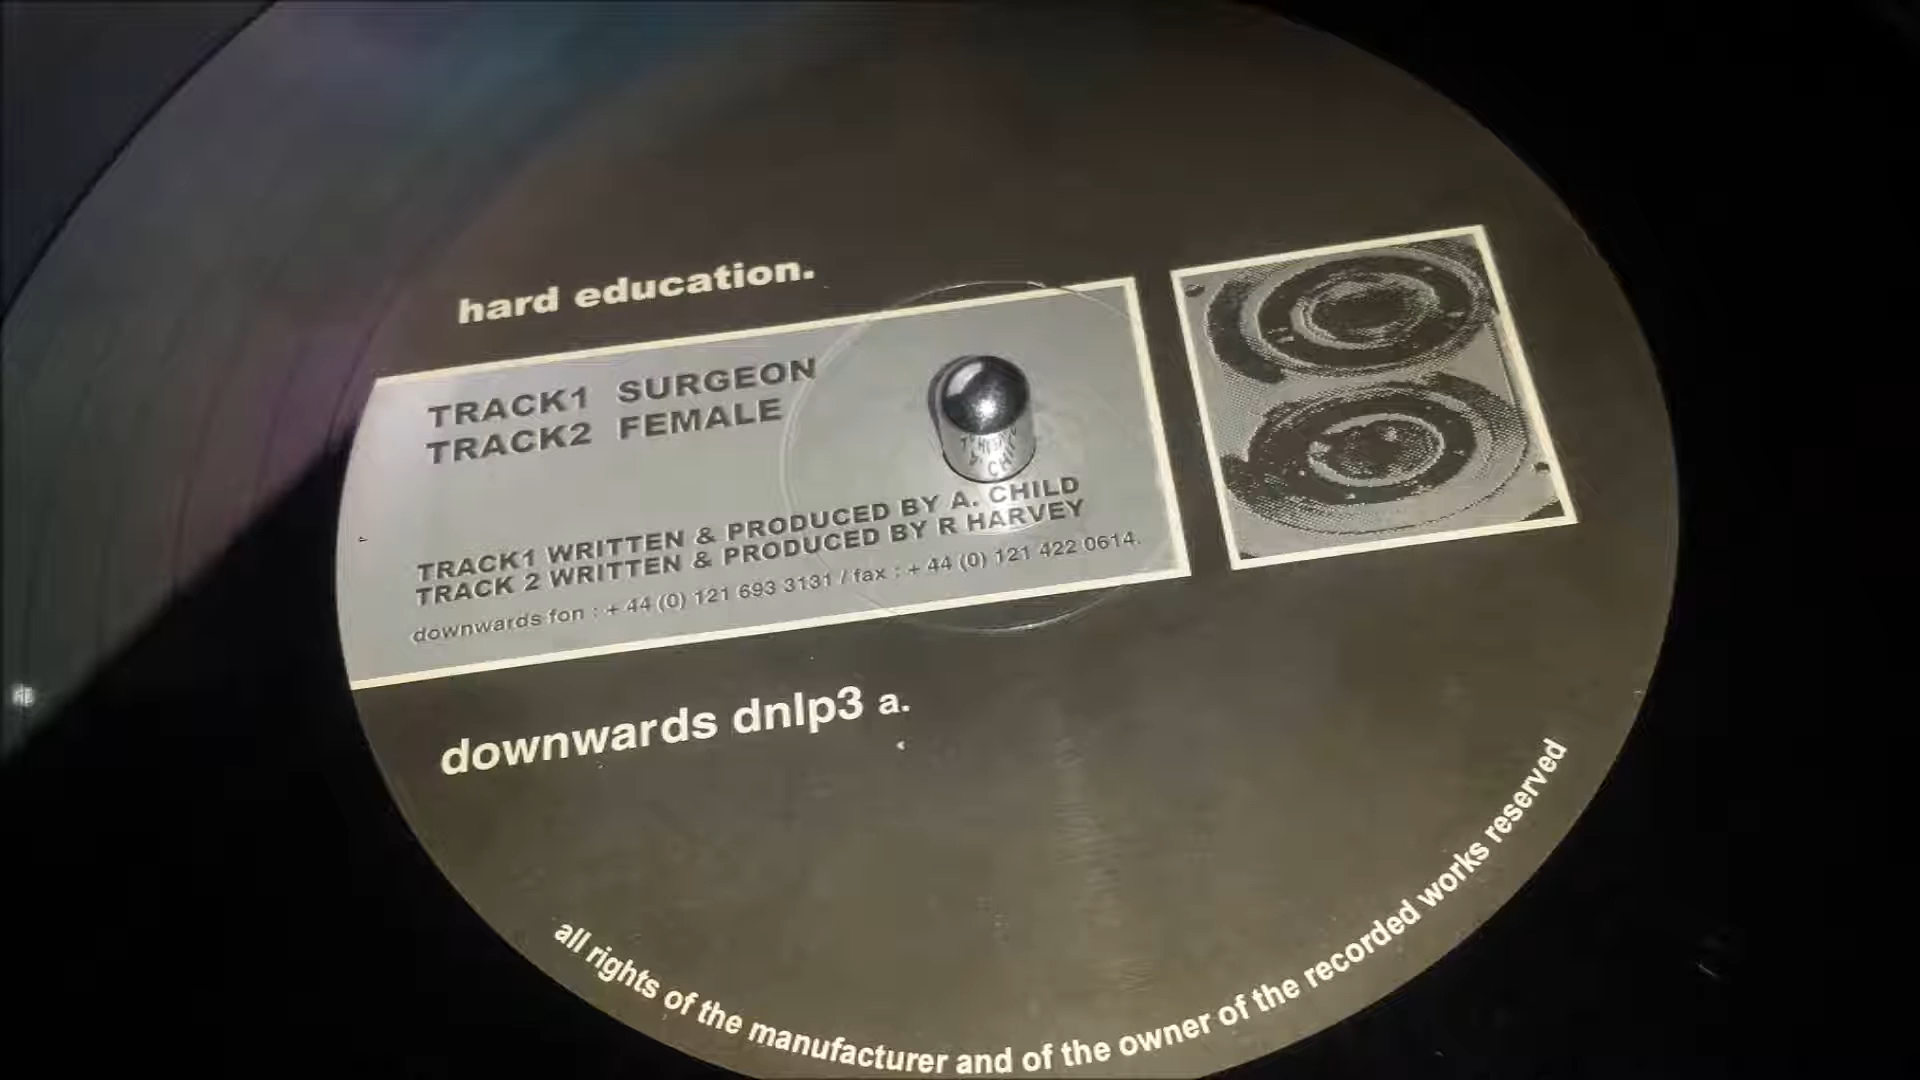 hard education.
TRACK1 SURGEON
TRACK2 FEMALE
TRACK1 WRITTEN & PRODUCED BY A. CHILD
TRACK 2 WRITTEN & PRODUCED BY R HARVEY
downwards fon : + 44 (0) 121 693 3131 / fax : + 44 (0) 121 422 0614.
downwards dnlp3 a.
all rights of the manufacturer and of the owner of the recorded works reserved